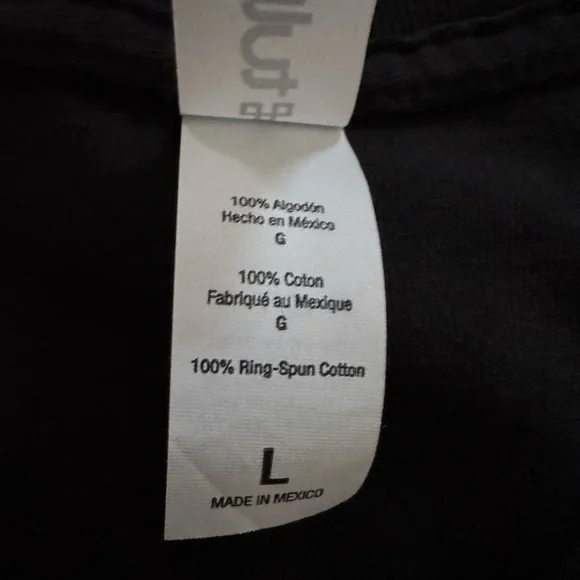 100% Algodón
Hecho en México
G
100% Coton
Fabriqué au Mexique
G
100% Ring-Spun Cotton
L
MADE IN MEXICO